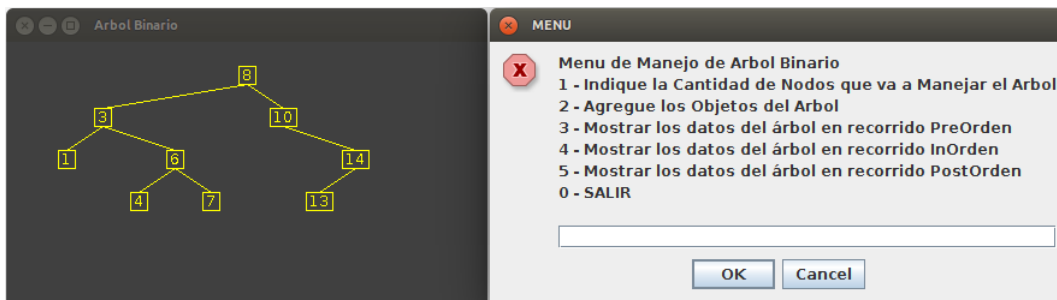 Arbol Binario
8
3 10
1 6 14
4 7 13
MENU
X
Menu de Manejo de Arbol Binario
1 - Indique la Cantidad de Nodos que va a Manejar el Arbol
2 - Agregue los Objetos del Arbol
3 - Mostrar los datos del árbol en recorrido PreOrden
4 - Mostrar los datos del árbol en recorrido InOrden
5 - Mostrar los datos del árbol en recorrido PostOrden
0 - SALIR
OK Cancel